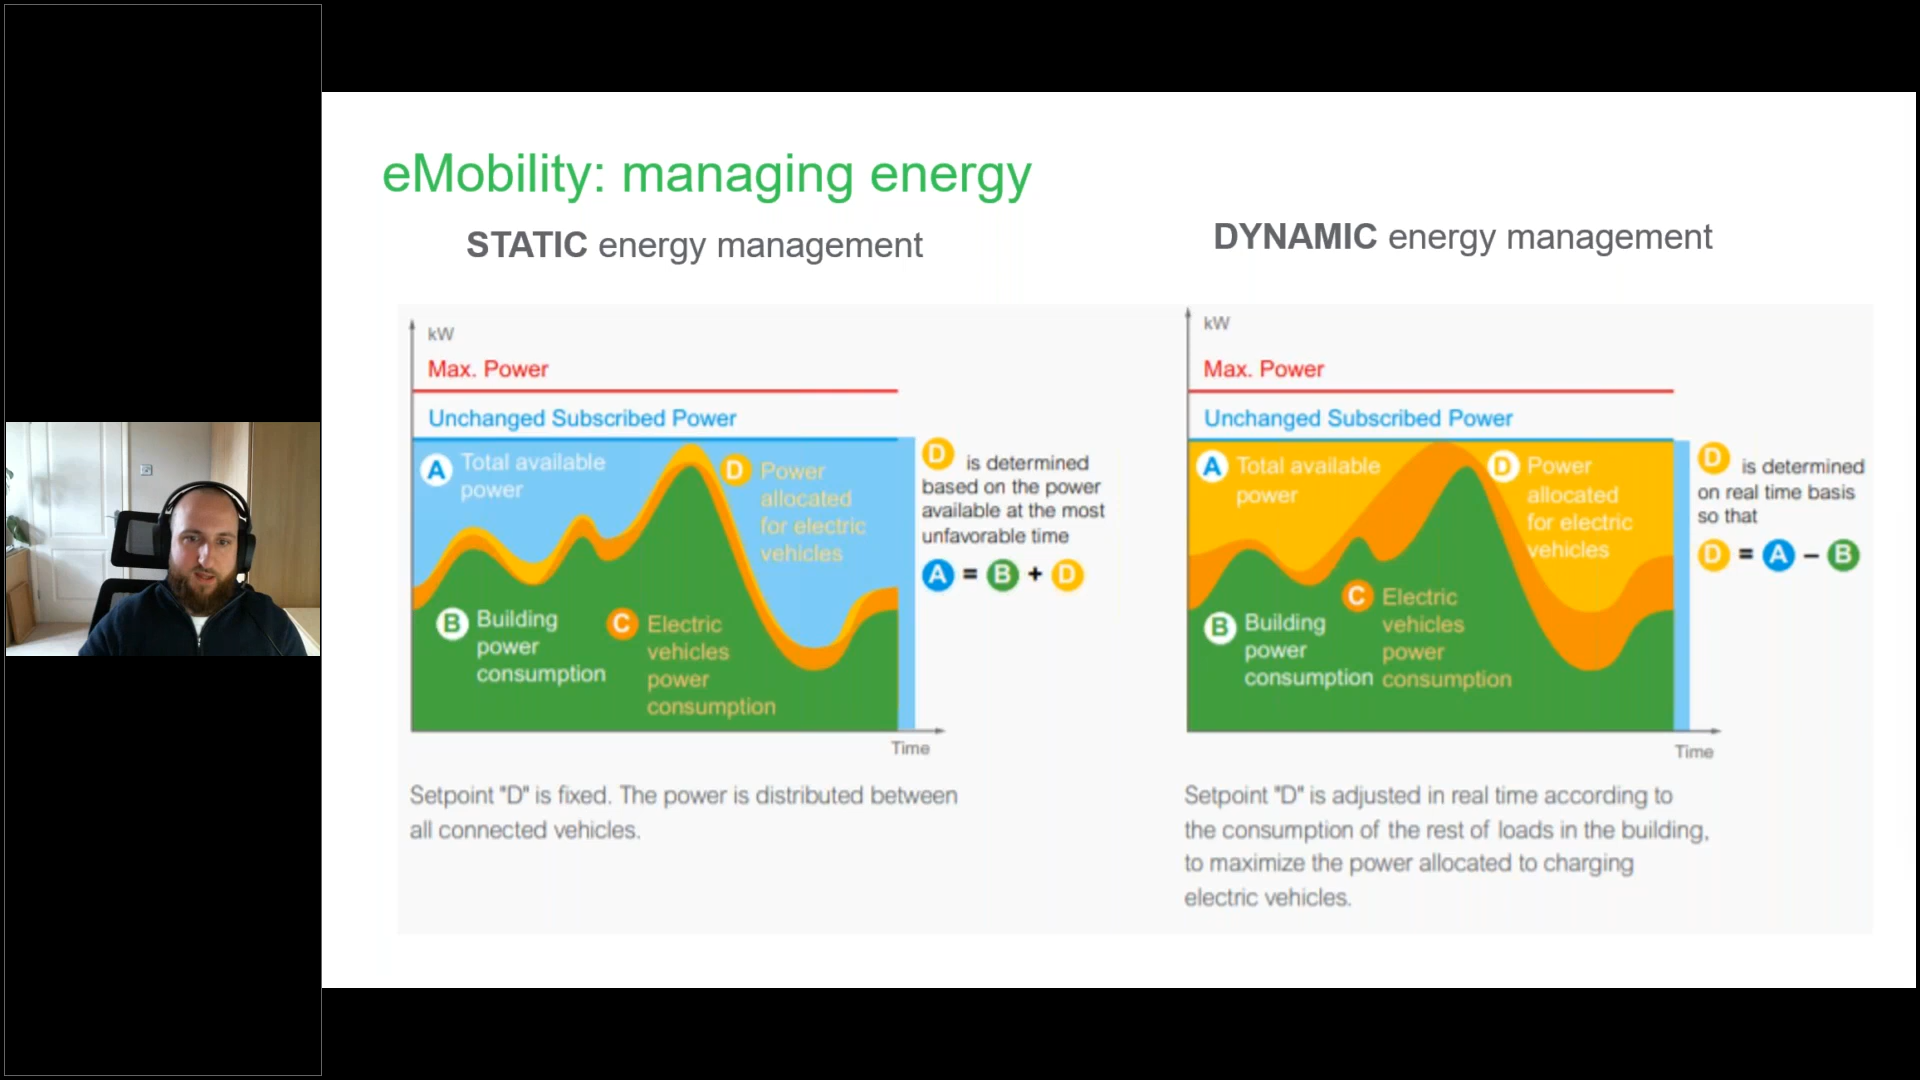 eMobility: managing energy
STATIC energy management
kW
Max. Power
Unchanged Subscribed Power
A Total available
power
D Power
allocated
for electric
vehicles
B Building
power
consumption
C Electric
vehicles
power
consumption
Time
D is determined
based on the power
available at the most
unfavorable time
A = B + D
Setpoint "D" is fixed. The power is distributed between
all connected vehicles.
DYNAMIC energy management
kW
Max. Power
Unchanged Subscribed Power
A Total available
power
D Power
allocated
for electric
vehicles
B Building
power
consumption
C Electric
vehicles
power
consumption
Time
D is determined
on real time basis
so that
D = A – B
Setpoint "D" is adjusted in real time according to
the consumption of the rest of loads in the building,
to maximize the power allocated to charging
electric vehicles.